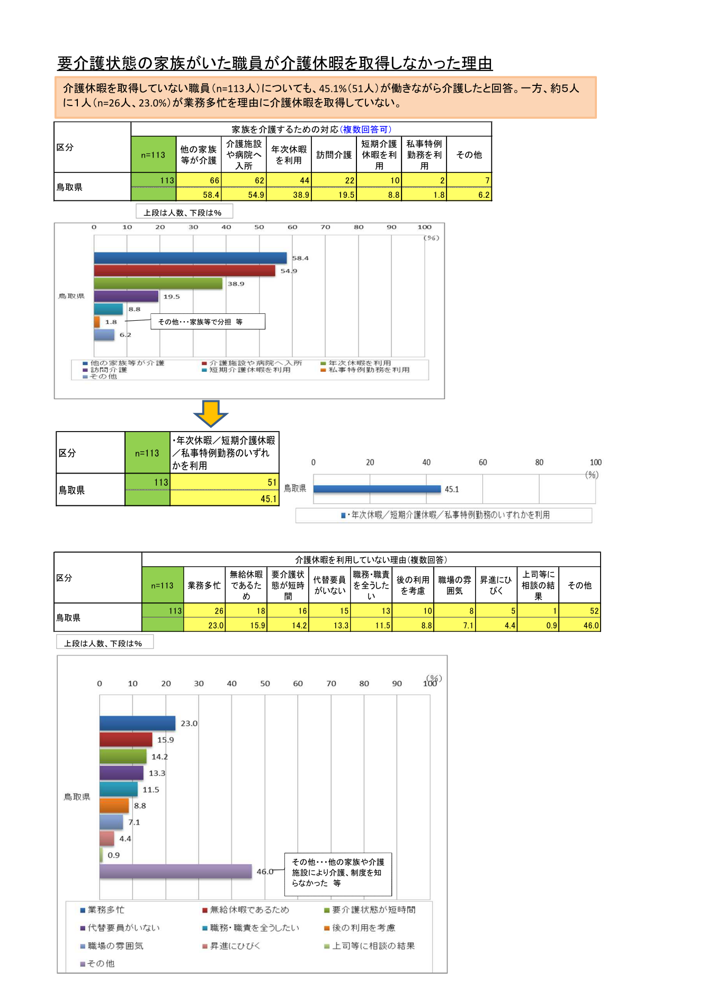 要介護状態の家族がいた職員が介護休暇を取得しなかった理由
介護休暇を取得していない職員(n=113人)についても、45.1%(51人)が働きながら介護したと回答。一方、約5人
に1人(n=26人、23.0%)が業務多忙を理由に介護休暇を取得していない。
区分
家族を介護するための対応(複数回答可)
n=113
他の家族
等が介護
介護施設
や病院へ
入所
年次休暇
を利用
訪問介護
短期介護
休暇を利
用
私事特例
勤務を利
用
その他
鳥取県
113 66 62 44 22 10 2 7
58.4 54.9 38.9 19.5 8.8 1.8 6.2
上段は人数、下段は%
0 10 20 30 40 50 60 70 80 90 100
(%)
58.4
54.9
38.9
鳥取県
19.5
8.8
1.8
その他・・・家族等で分担 等
6.2
他の家族等が介護 介護施設や病院へ入所 年次休暇を利用
訪問介護 短期介護休暇を利用 私事特例勤務を利用
その他
区分
n=113
・年次休暇／短期介護休暇
／私事特例勤務のいずれ
かを利用
鳥取県
113 51
45.1
0 20 40 60 80 100
(%)
鳥取県 45.1
・年次休暇／短期介護休暇／私事特例勤務のいずれかを利用
区分
介護休暇を利用していない理由(複数回答)
n=113
業務多忙
無給休暇
であるた
め
要介護状
態が短時
間
代替要員
がいない
職務・職責
を全うした
い
後の利用
を考慮
職場の雰
囲気
昇進にひ
びく
上司等に
相談の結
果
その他
鳥取県
113 26 18 16 15 13 10 8 5 1 52
23.0 15.9 14.2 13.3 11.5 8.8 7.1 4.4 0.9 46.0
上段は人数、下段は%
(%)
0 10 20 30 40 50 60 70 80 90 100
23.0
15.9
14.2
13.3
11.5
鳥取県
8.8
7.1
4.4
0.9
46.0
その他・・・他の家族や介護
施設により介護、制度を知
らなかった 等
業務多忙 無給休暇であるため 要介護状態が短時間
代替要員がいない 職務・職責を全うしたい 後の利用を考慮
職場の雰囲気 昇進にひびく 上司等に相談の結果
その他